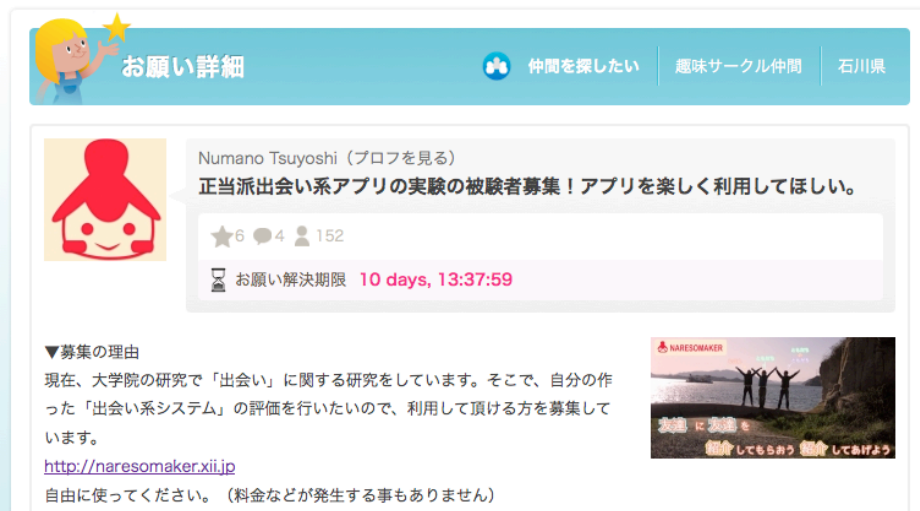 お願い詳細
仲間を探したい
趣味サークル仲間
石川県
Numano Tsuyoshi（プロフを見る）
正当派出会い系アプリの実験の被験者募集！アプリを楽しく利用してほしい。
6 4 152
お願い解決期限 10 days, 13:37:59
▼募集の理由
現在、大学院の研究で「出会い」に関する研究をしています。そこで、自分の作
った「出会い系システム」の評価を行いたいので、利用して頂ける方を募集して
います。
http://naresomaker.xii.jp
自由に使ってください。（料金などが発生する事もありません）
NARESOMAKER
友達 に 友達 を
紹介 してもらおう 紹介 してあげよう